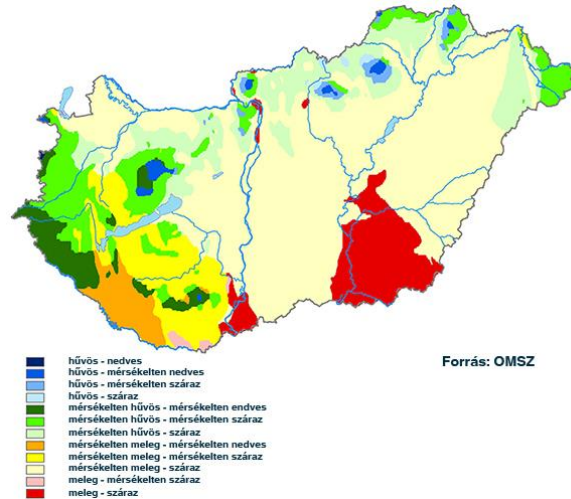 hűvös - nedves
hűvös - mérsékelten nedves
hűvös - mérsékelten száraz
hűvös - száraz
mérsékelten hűvös - mérsékelten endves
mérsékelten hűvös - mérsékelten száraz
mérsékelten hűvös - száraz
mérsékelten meleg - mérsékelten nedves
mérsékelten meleg - mérsékelten száraz
mérsékelten meleg - száraz
meleg - mérsékelten száraz
meleg - száraz
Forrás: OMSZ